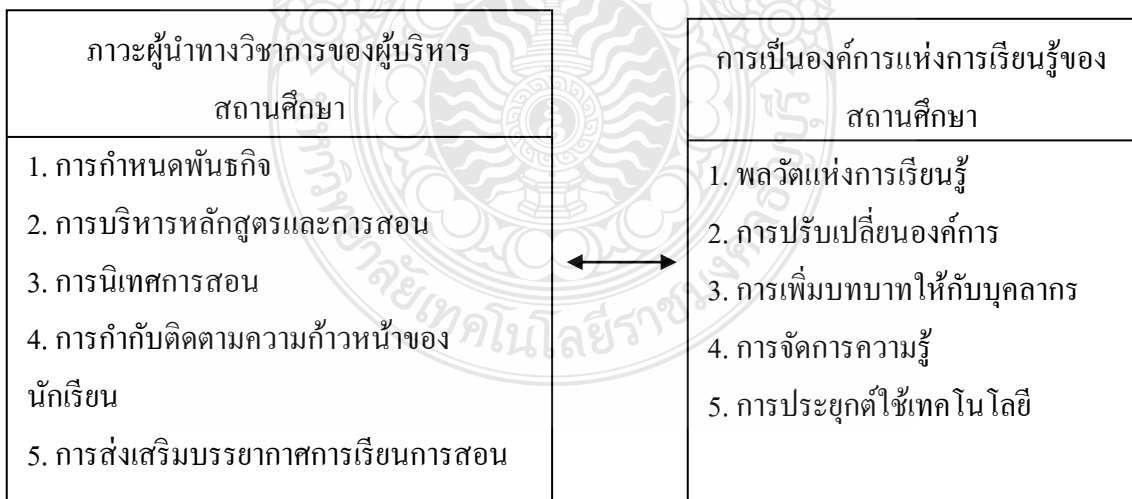 ภาวะผู้นำทางวิชาการของผู้บริหาร
สถานศึกษา
1. การกำหนดพันธกิจ
2. การบริหารหลักสูตรและการสอน
3. การนิเทศการสอน
4. การกำกับติดตามความก้าวหน้าของ
นักเรียน
5. การส่งเสริมบรรยากาศการเรียนการสอน
การเป็นองค์การแห่งการเรียนรู้ของ
สถานศึกษา
1. พลวัตแห่งการเรียนรู้
2. การปรับเปลี่ยนองค์การ
3. การเพิ่มบทบาทให้กับบุคลากร
4. การจัดการความรู้
5. การประยุกต์ใช้เทคโนโลยี